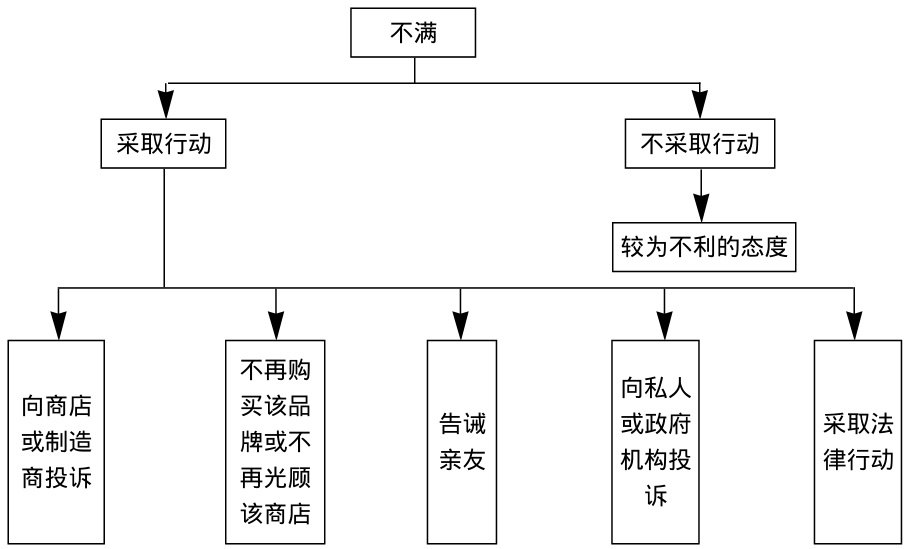 不满
采取行动
不采取行动
较为不利的态度
向商店
或制造
商投诉
不再购
买该品
牌或不
再光顾
该商店
告诫
亲友
向私人
或政府
机构投
诉
采取法
律行动